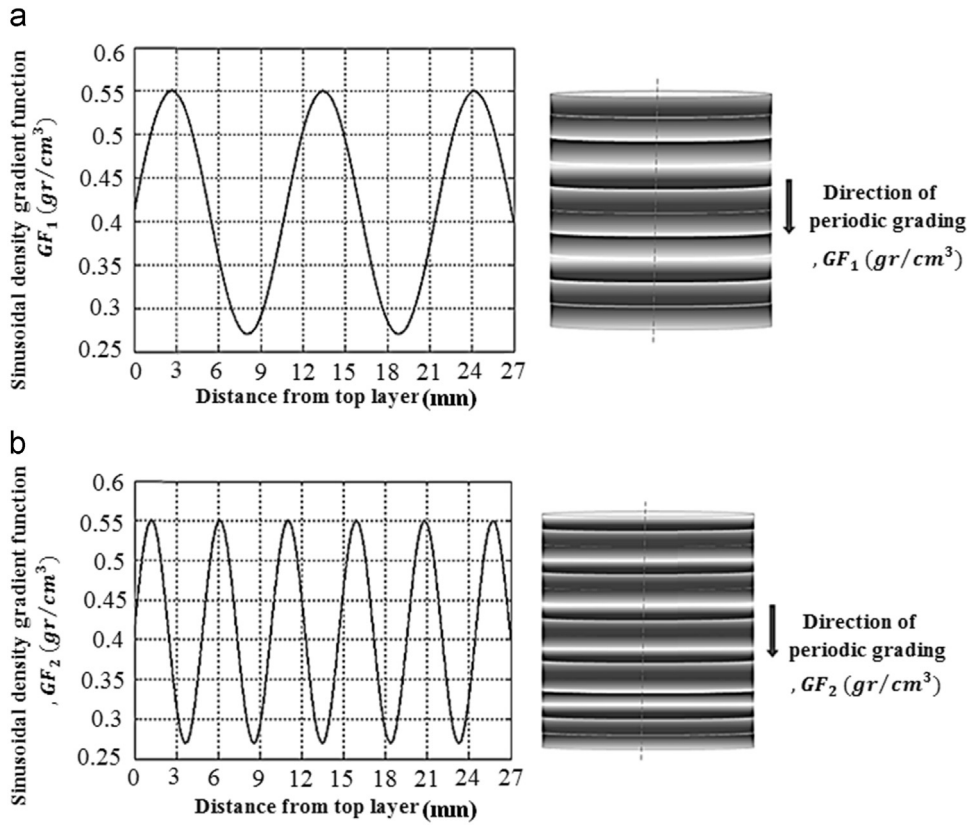 a
Sinusoidal density gradient function
GF₁ (gr/cm³)
0.6
0.55
0.5
0.45
0.4
0.35
0.3
0.25
0 3 6 9 12 15 18 21 24 27
Distance from top layer (mm)
Direction of
periodic grading
, GF₁ (gr/cm³)
b
Sinusoidal density gradient function
, GF₂ (gr/cm³)
0.6
0.55
0.5
0.45
0.4
0.35
0.3
0.25
0 3 6 9 12 15 18 21 24 27
Distance from top layer (mm)
Direction of
periodic grading
, GF₂ (gr/cm³)